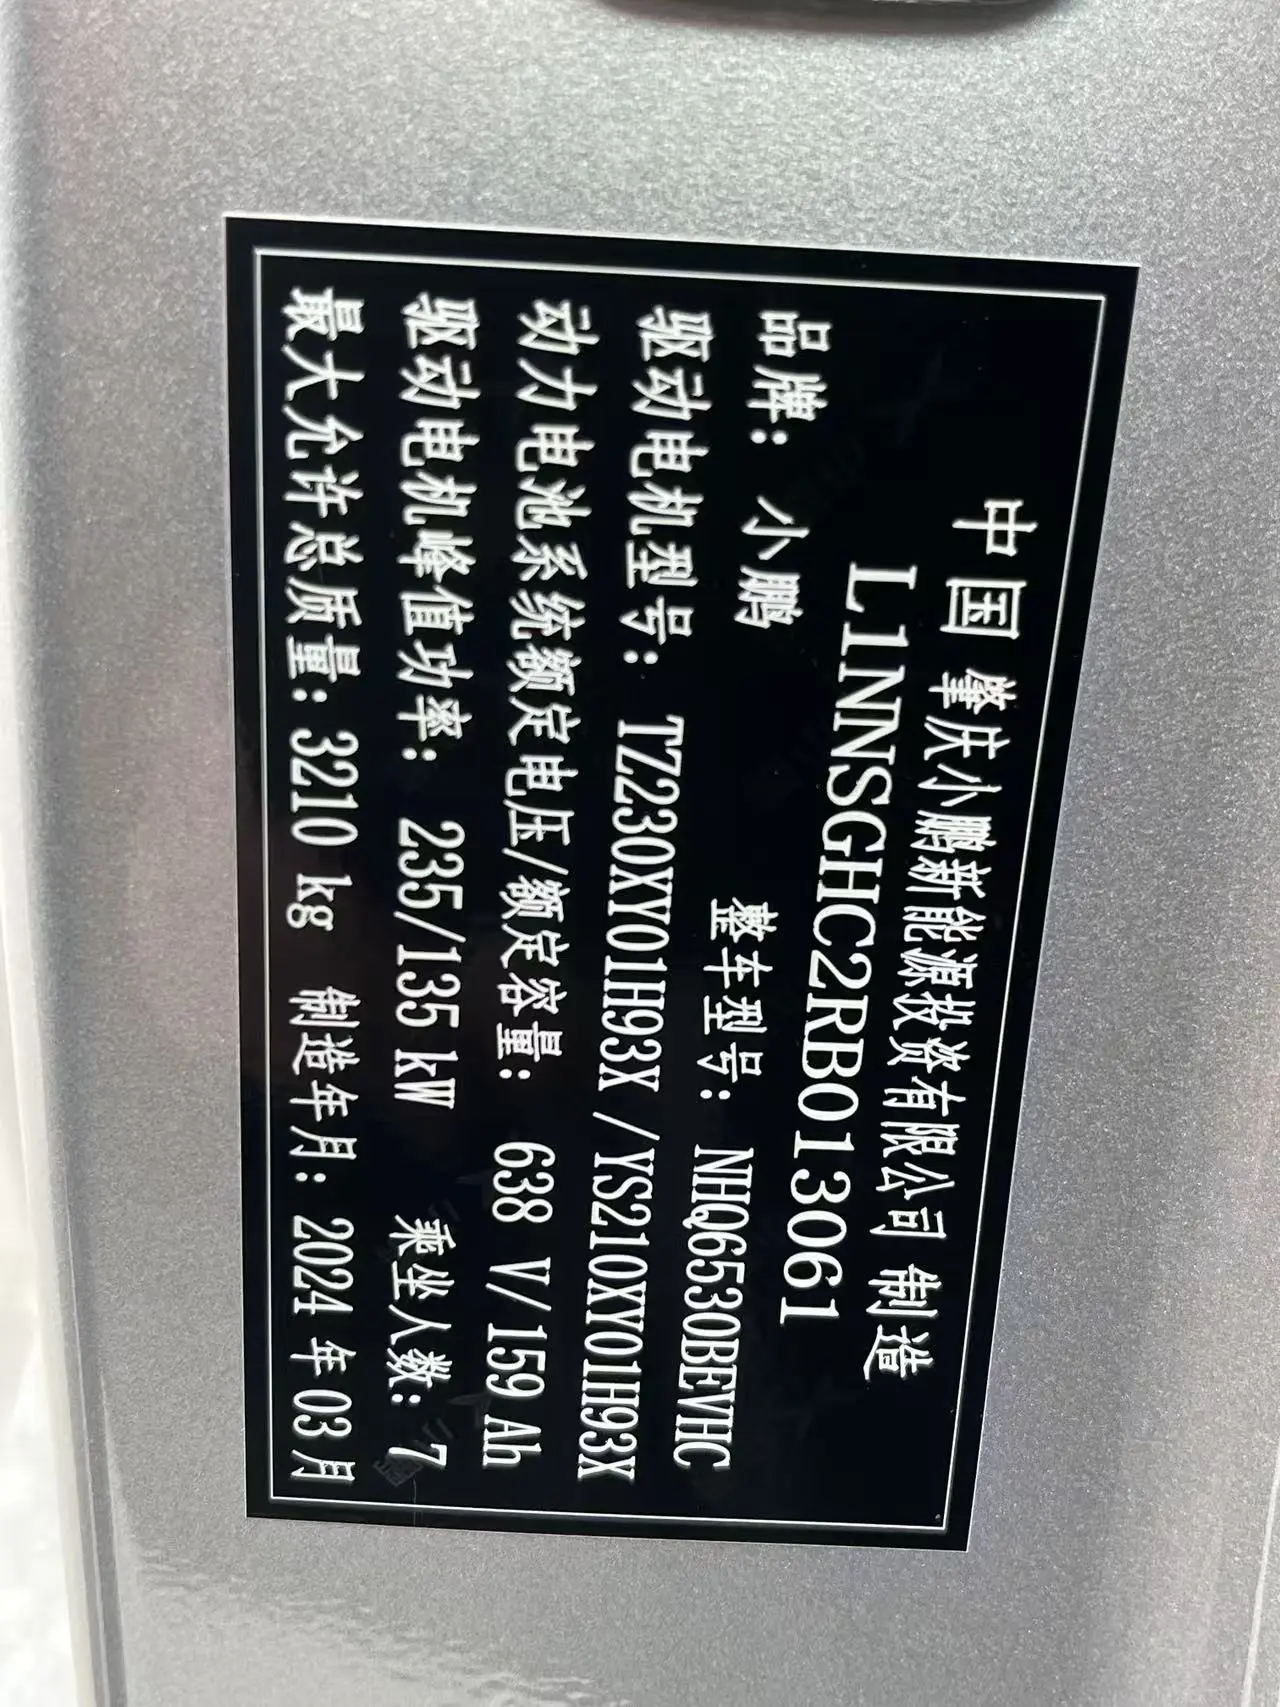 中国 肇庆小鹏新能源投资有限公司 制造
L1NNSGHC2RB013061
品牌: 小鹏 整车型号: NHQ6530BEVHC
驱动电机型号: TZ230XY01H93X /YS210XY01H93X
动力电池系统额定电压/额定容量: 638 V/159 Ah
驱动电机峰值功率: 235/135 kW 乘坐人数: 7
最大允许总质量: 3210 kg 制造年月: 2024 年 03 月